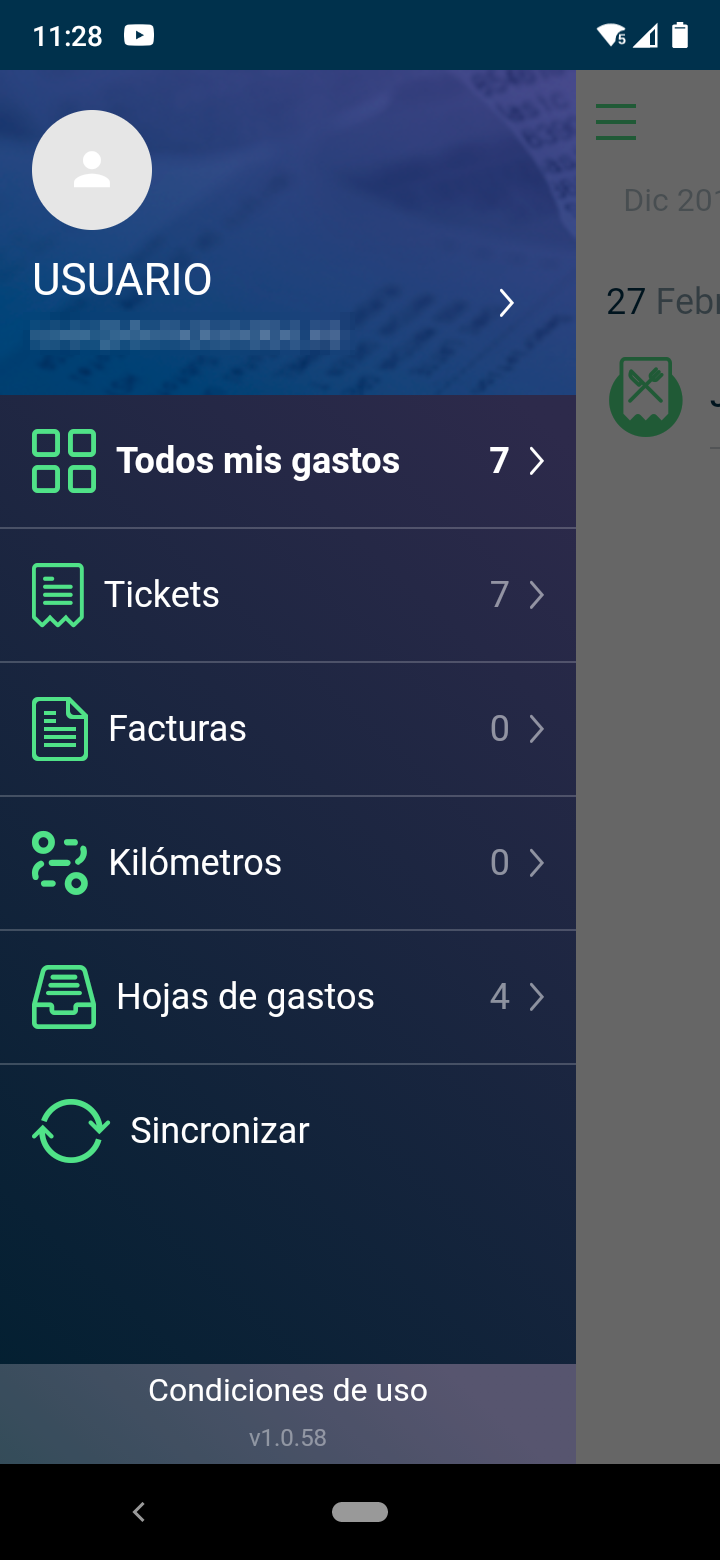 11:28
5
USUARIO
Todos mis gastos 7
Tickets 7
Facturas 0
Kilómetros 0
Hojas de gastos 4
Sincronizar
Condiciones de uso
v1.0.58
Dic 201
27 Febr